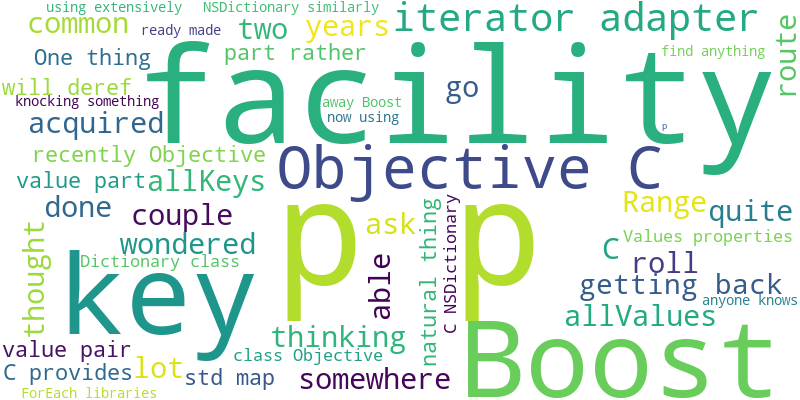 using extensively NSDictionary similarly
common ready made two years iterator adapter
One thing part rather find anything route
will deref facility
knocking something away Boost go
acquired now using p
recently Objective Objective C
value part allKeys
done couple p p ask Range quite
thought wondered key able natural thing C NSDictionary C Values properties
Dictionary class roll
getting back
anyone knows
thinking allValues
value pair class Objective Boost
C provides lot std map somewhere
ForEach libraries